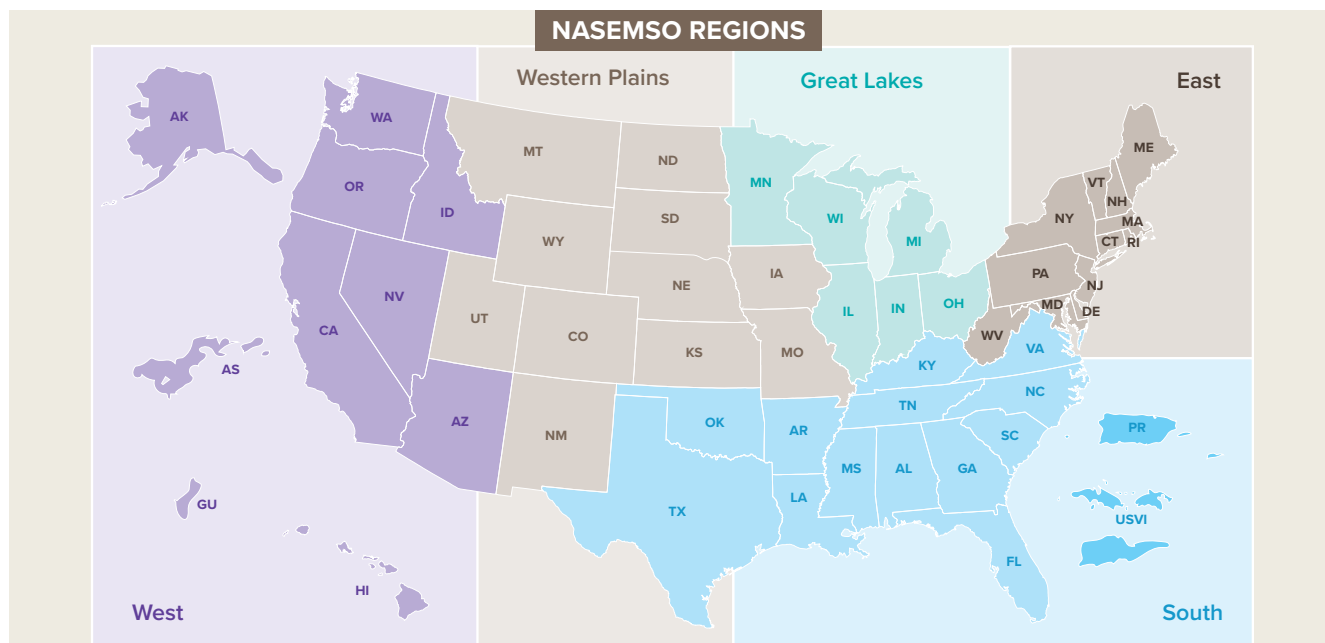 NASEMSO REGIONS
Western Plains
Great Lakes
East
AK
WA
MT
ND
MN
ME
OR
ID
WY
SD
WI
MI
VT
NH
NY
MA
CT
RI
CA
NV
UT
CO
NE
KS
IA
MO
IL
IN
OH
PA
NJ
MD
DE
WV
VA
KY
AS
AZ
NM
OK
AR
TN
NC
SC
PR
GU
TX
LA
MS
AL
GA
FL
USVI
HI
West
South